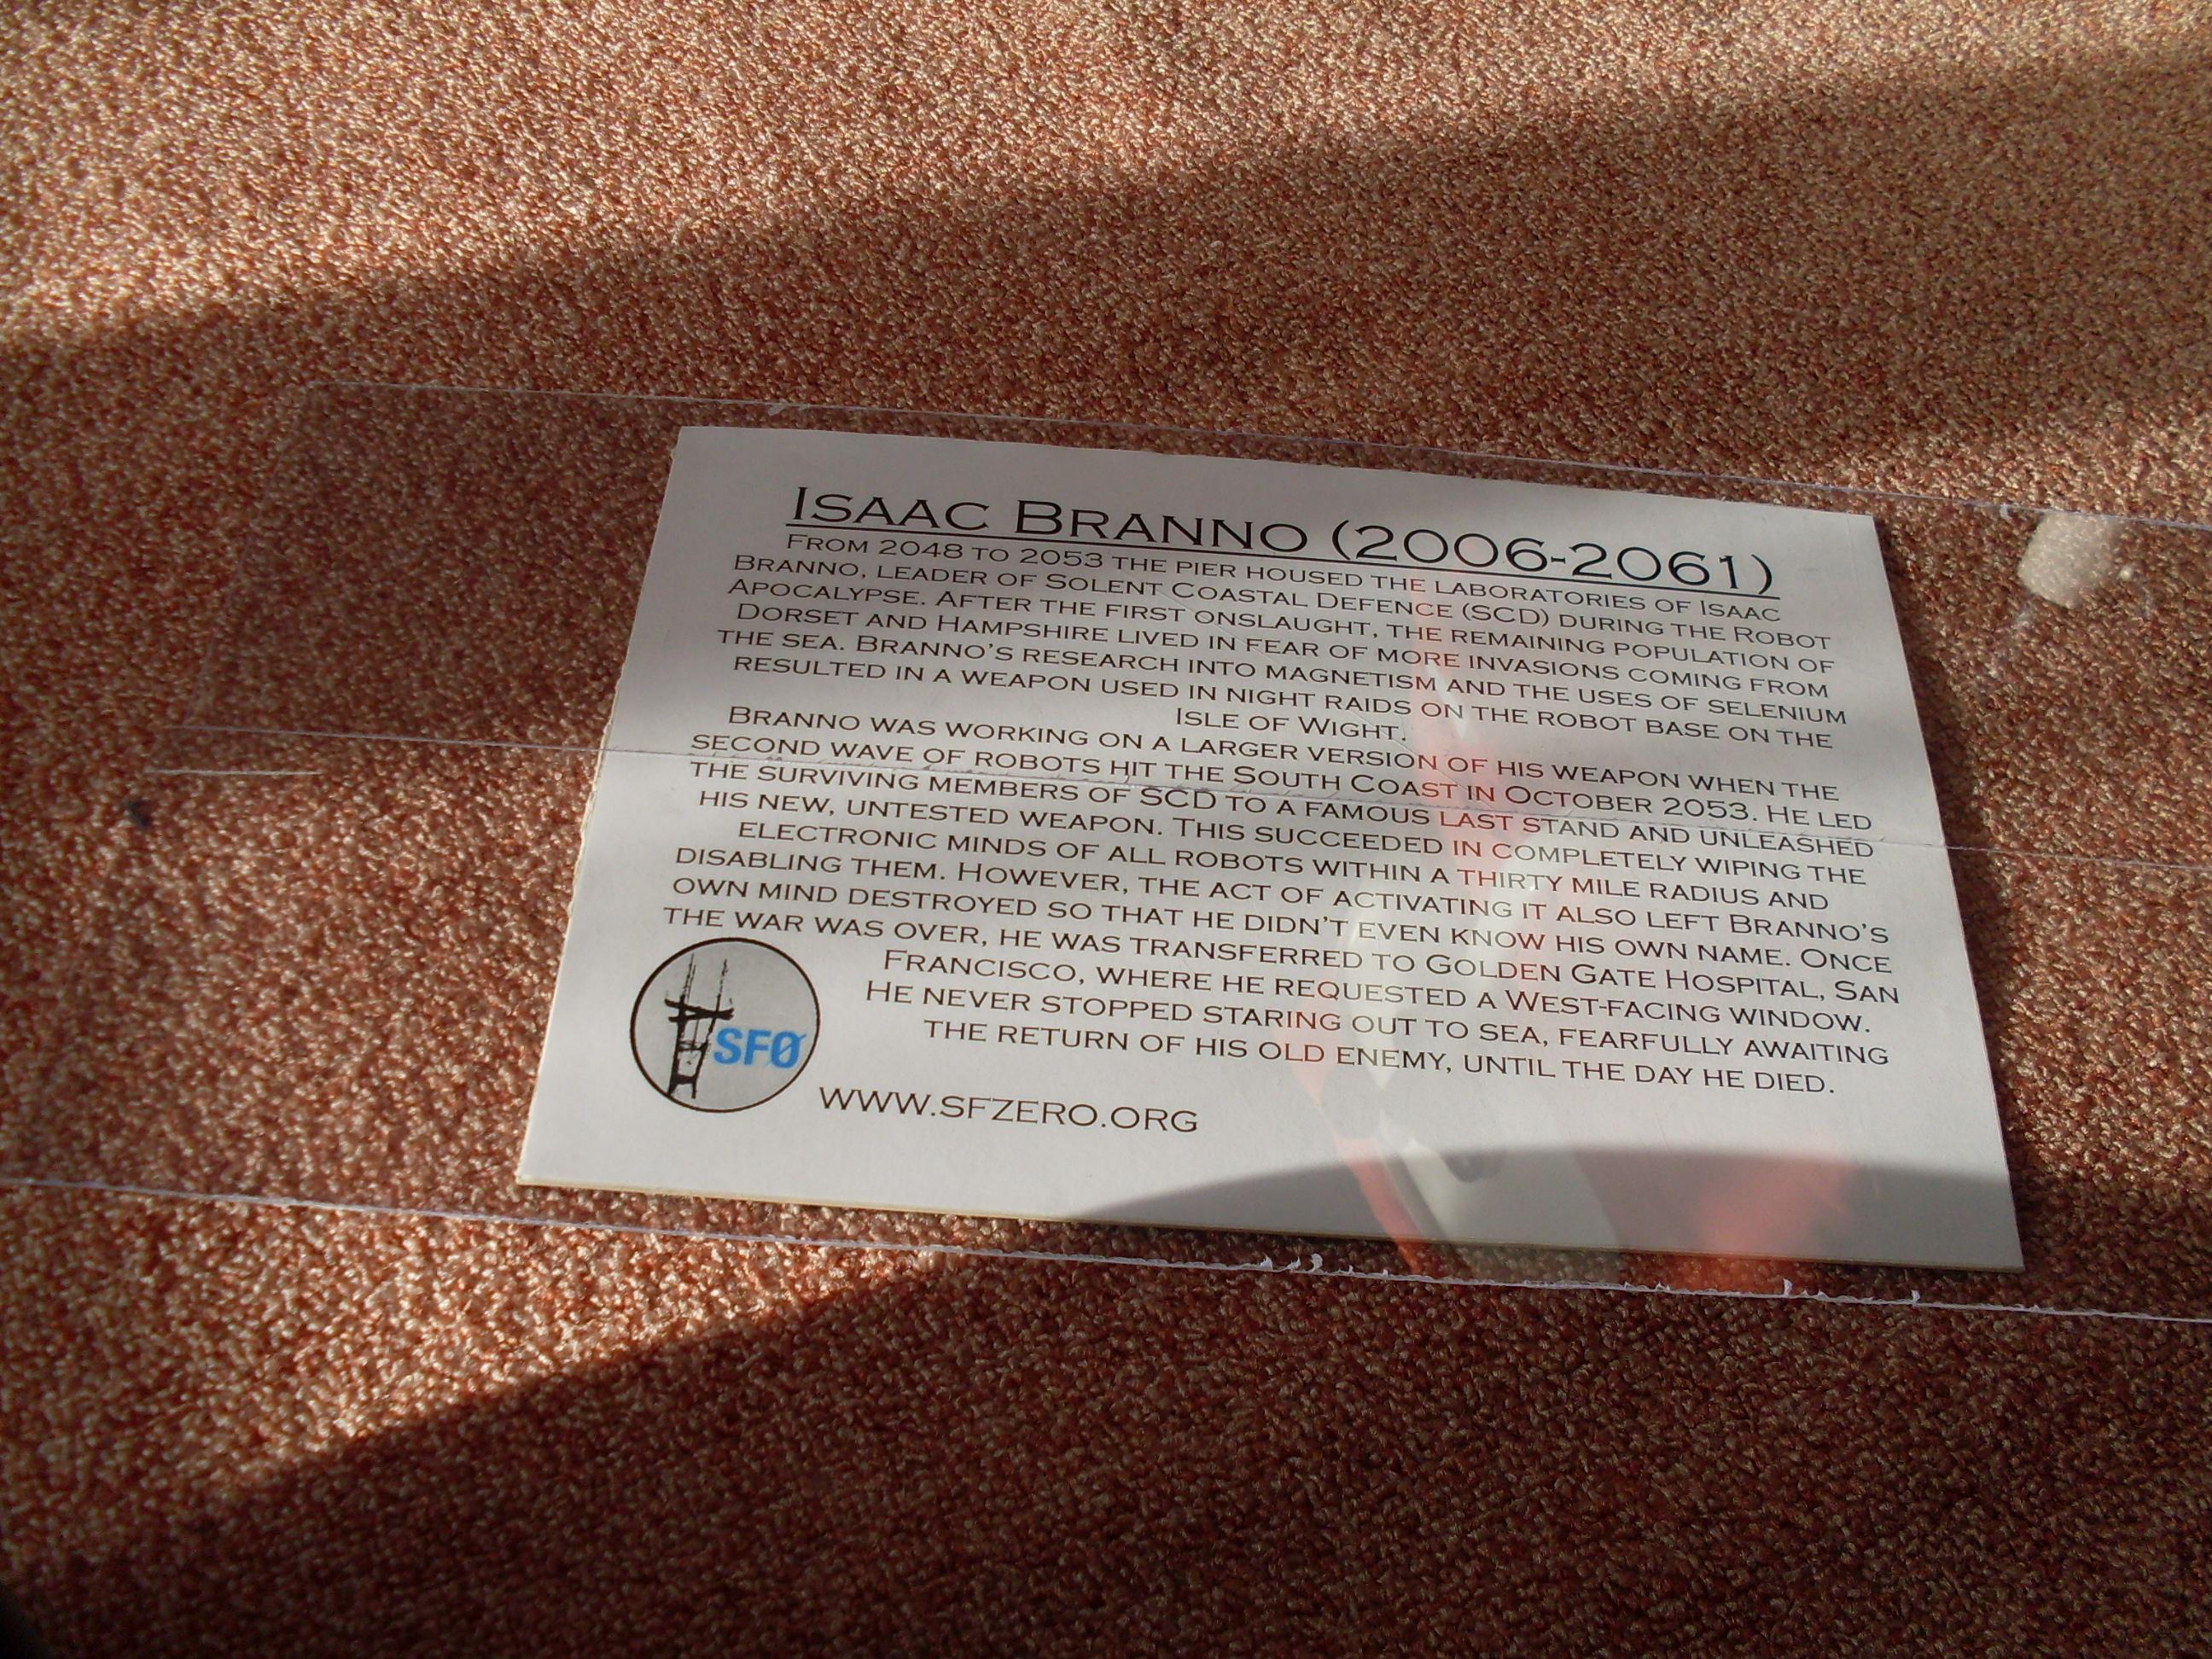 ISAAC BRANNO (2006-2061)
FROM 2048 TO 2053 THE PIER HOUSED THE LABORATORIES OF ISAAC
BRANNO, LEADER OF SOLENT COASTAL DEFENCE (SCD) DURING THE ROBOT
APOCALYPSE. AFTER THE FIRST ONSLAUGHT, THE REMAINING POPULATION OF
DORSET AND HAMPSHIRE LIVED IN FEAR OF MORE INVASIONS COMING FROM
THE SEA. BRANNO'S RESEARCH INTO MAGNETISM AND THE USES OF SELENIUM
RESULTED IN A WEAPON USED IN NIGHT RAIDS ON THE ROBOT BASE ON THE
ISLE OF WIGHT.
BRANNO WAS WORKING ON A LARGER VERSION OF HIS WEAPON WHEN THE
SECOND WAVE OF ROBOTS HIT THE SOUTH COAST IN OCTOBER 2053. HE LED
THE SURVIVING MEMBERS OF SCD TO A FAMOUS LAST STAND AND UNLEASHED
HIS NEW, UNTESTED WEAPON. THIS SUCCEEDED IN COMPLETELY WIPING THE
ELECTRONIC MINDS OF ALL ROBOTS WITHIN A THIRTY MILE RADIUS AND
DISABLING THEM. HOWEVER, THE ACT OF ACTIVATING IT ALSO LEFT BRANNO'S
OWN MIND DESTROYED SO THAT HE DIDN'T EVEN KNOW HIS OWN NAME. ONCE
THE WAR WAS OVER, HE WAS TRANSFERRED TO GOLDEN GATE HOSPITAL, SAN
FRANCISCO, WHERE HE REQUESTED A WEST-FACING WINDOW.
HE NEVER STOPPED STARING OUT TO SEA, FEARFULLY AWAITING
THE RETURN OF HIS OLD ENEMY, UNTIL THE DAY HE DIED.
SFØ
WWW.SFZERO.ORG